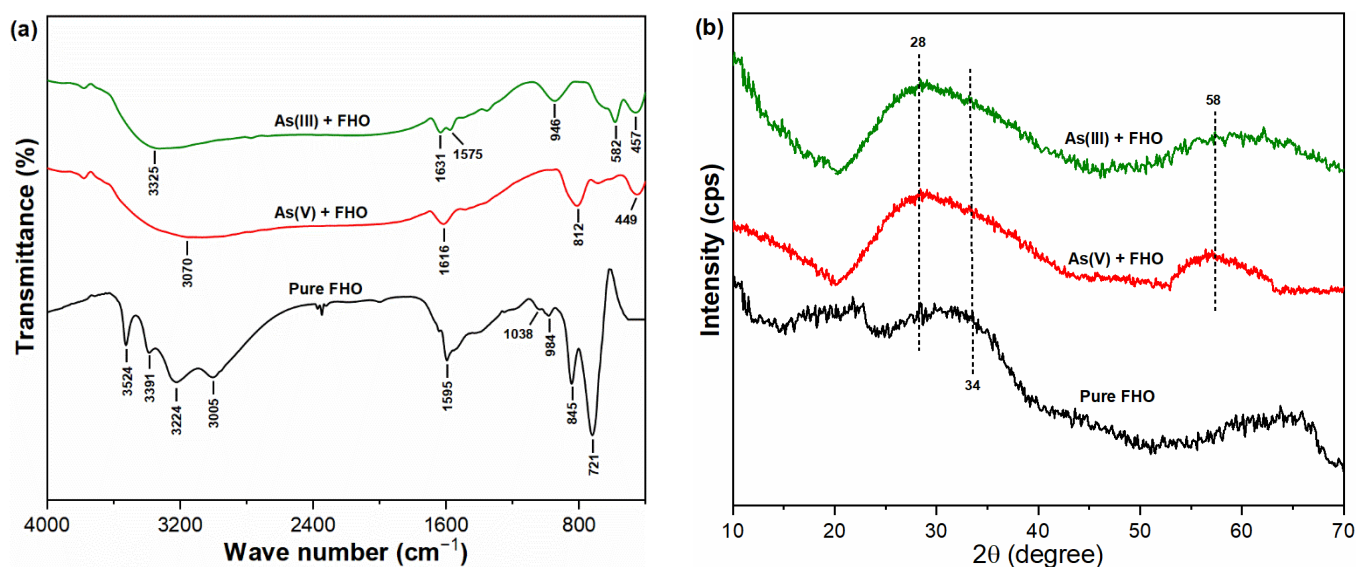 (a)
Transmittance (%)
As(III) + FHO
3325
1631
1575
946
582
457
As(V) + FHO
3070
1616
812
449
Pure FHO
3524
3391
3224
3005
1595
1038
984
845
721
4000 3200 2400 1600 800
Wave number (cm⁻¹)
(b)
Intensity (cps)
28
58
As(III) + FHO
As(V) + FHO
34
Pure FHO
10 20 30 40 50 60 70
2θ (degree)